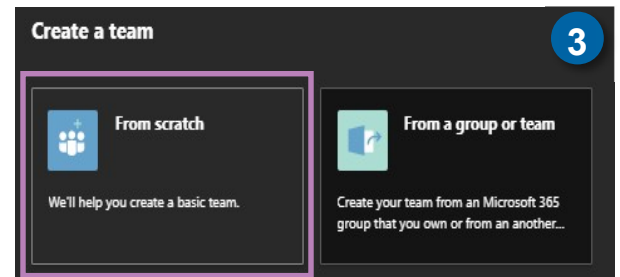 Create a team
3
From scratch
We'll help you create a basic team.
From a group or team
Create your team from an Microsoft 365
group that you own or from an another...